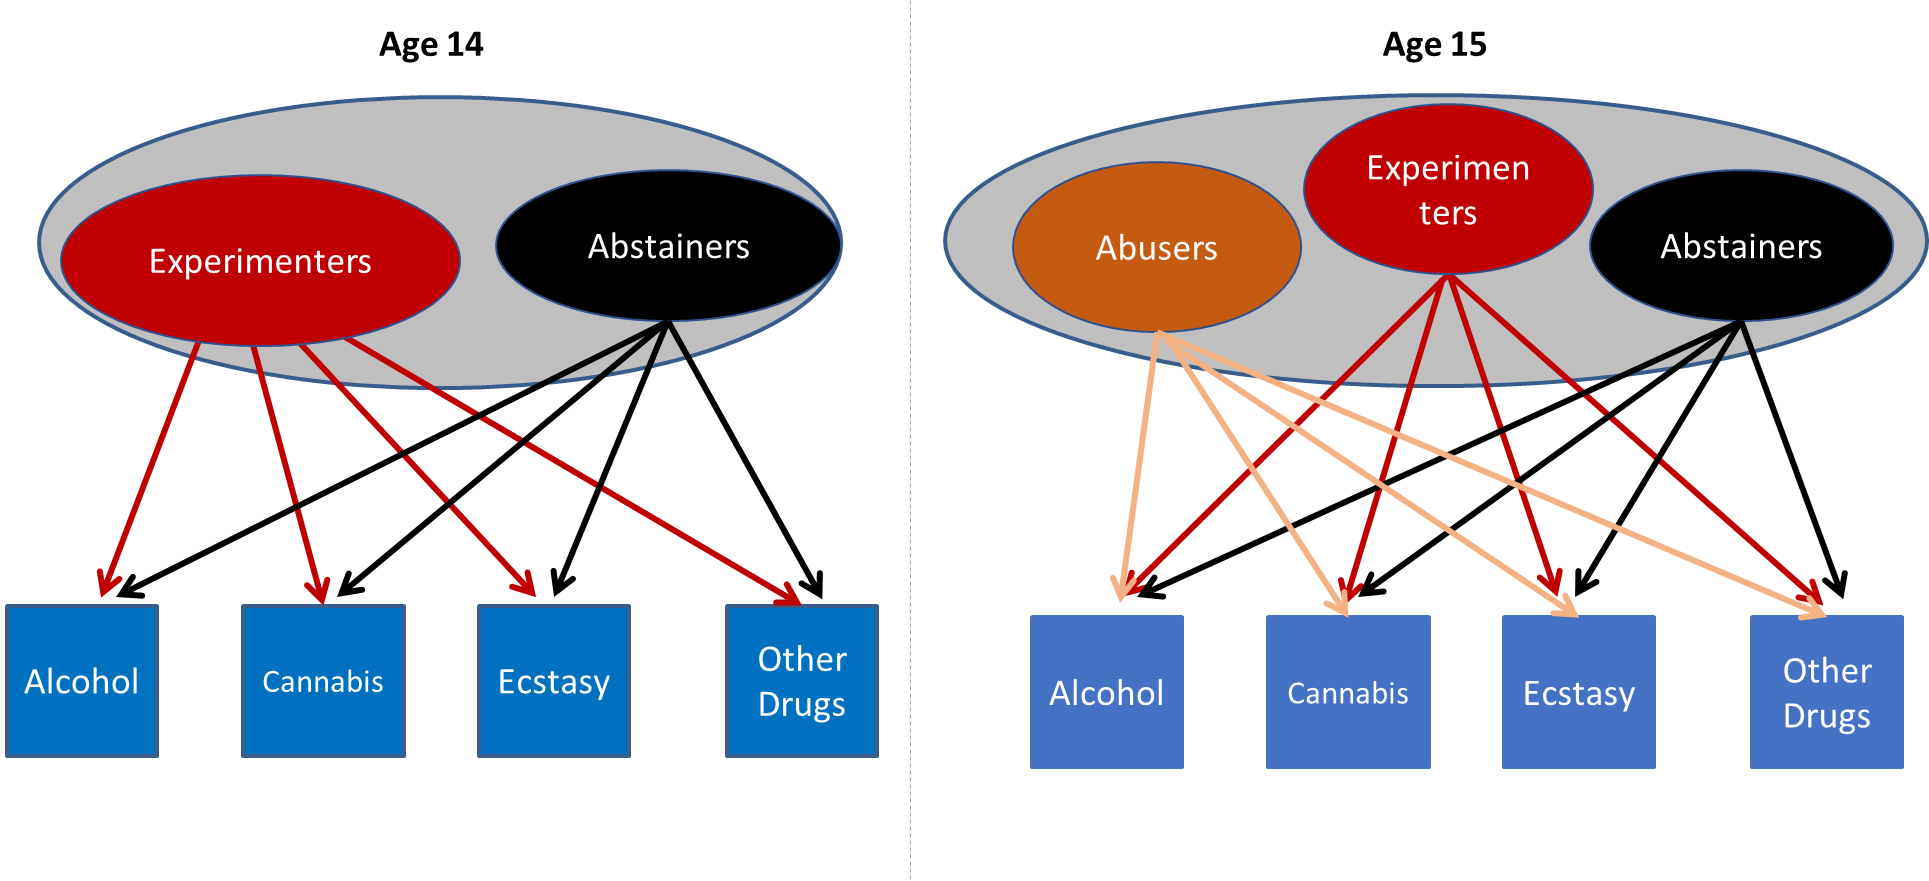 Age 14
Experimenters
Abstainers
Alcohol
Cannabis
Ecstasy
Other
Drugs
Age 15
Abusers
Experimen
ters
Abstainers
Alcohol
Cannabis
Ecstasy
Other
Drugs